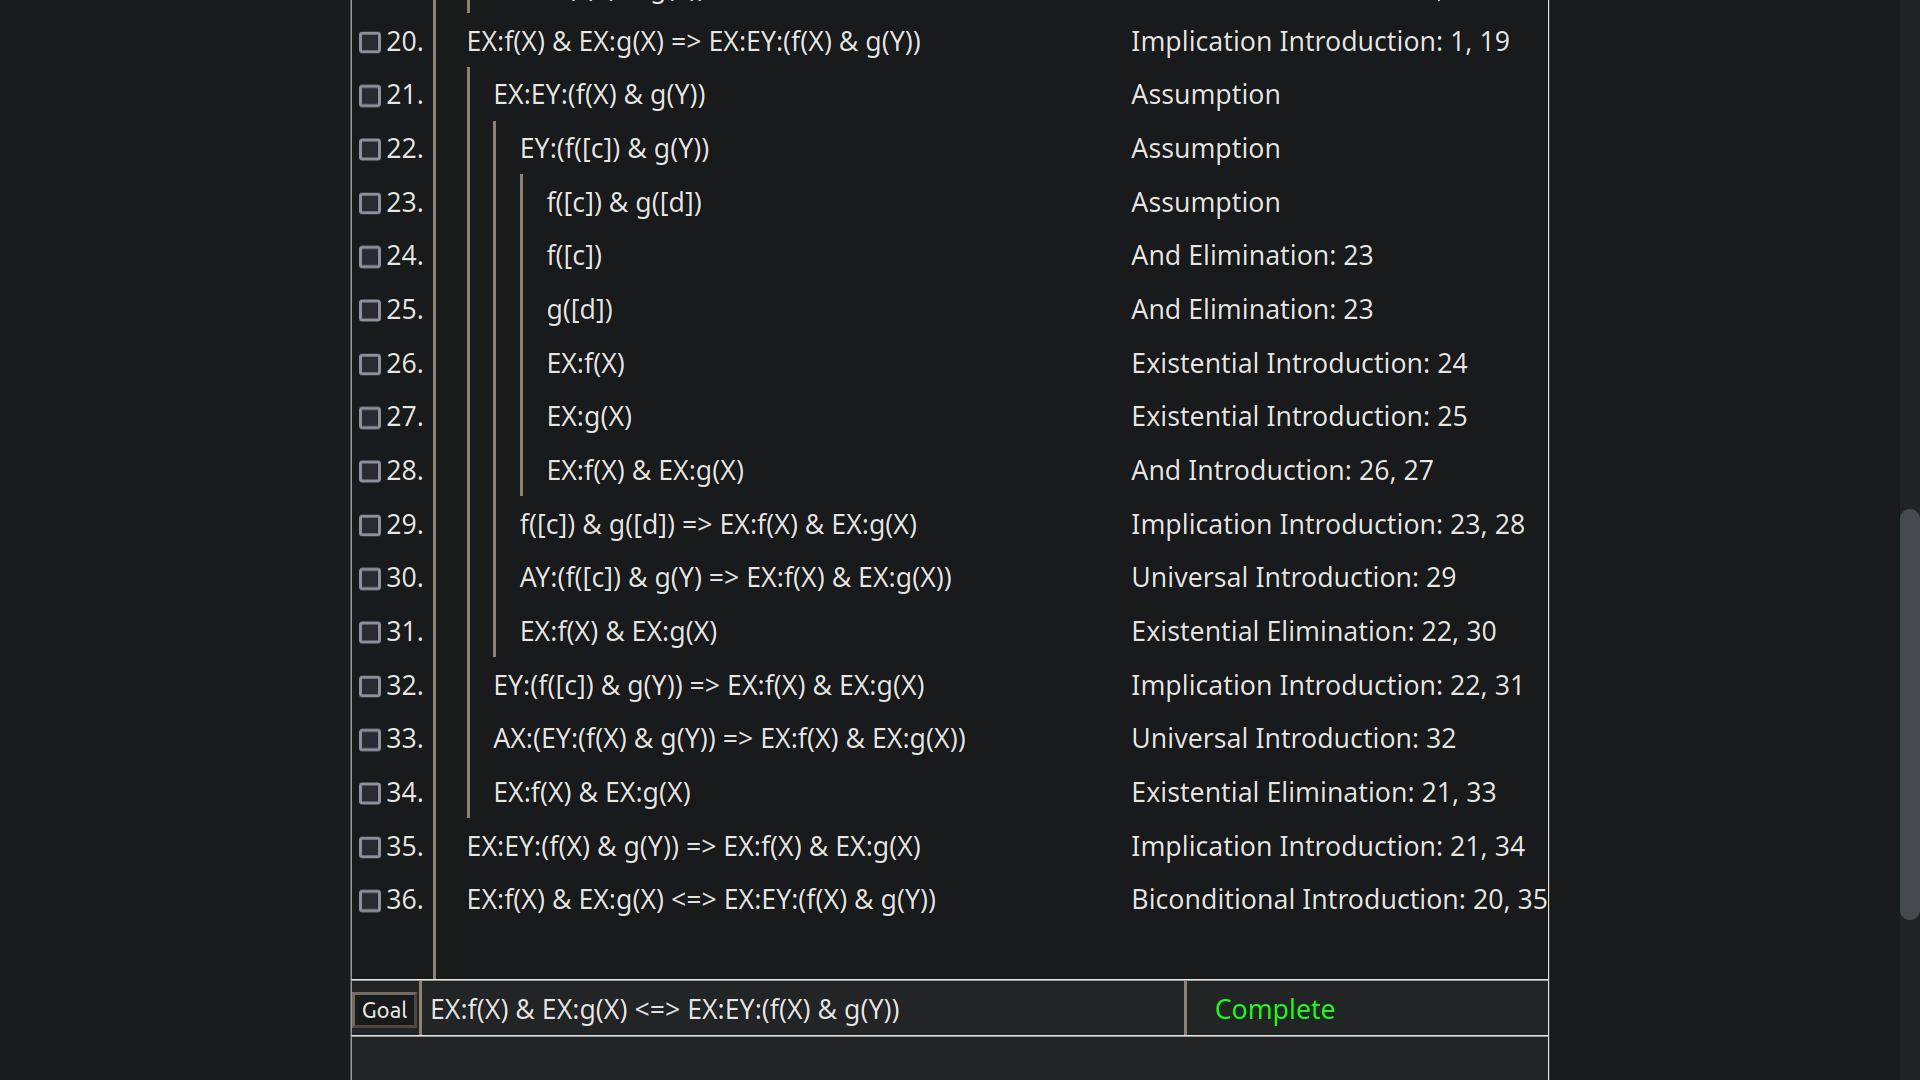 20. EX:f(X) & EX:g(X) => EX:EY:(f(X) & g(Y)) Implication Introduction: 1, 19
21. EX:EY:(f(X) & g(Y)) Assumption
22. EY:(f([c]) & g(Y)) Assumption
23. f([c]) & g([d]) Assumption
24. f([c]) And Elimination: 23
25. g([d]) And Elimination: 23
26. EX:f(X) Existential Introduction: 24
27. EX:g(X) Existential Introduction: 25
28. EX:f(X) & EX:g(X) And Introduction: 26, 27
29. f([c]) & g([d]) => EX:f(X) & EX:g(X) Implication Introduction: 23, 28
30. AY:(f([c]) & g(Y) => EX:f(X) & EX:g(X)) Universal Introduction: 29
31. EX:f(X) & EX:g(X) Existential Elimination: 22, 30
32. EY:(f([c]) & g(Y)) => EX:f(X) & EX:g(X) Implication Introduction: 22, 31
33. AX:(EY:(f(X) & g(Y)) => EX:f(X) & EX:g(X)) Universal Introduction: 32
34. EX:f(X) & EX:g(X) Existential Elimination: 21, 33
35. EX:EY:(f(X) & g(Y)) => EX:f(X) & EX:g(X) Implication Introduction: 21, 34
36. EX:f(X) & EX:g(X) <=> EX:EY:(f(X) & g(Y)) Biconditional Introduction: 20, 35
Goal EX:f(X) & EX:g(X) <=> EX:EY:(f(X) & g(Y)) Complete